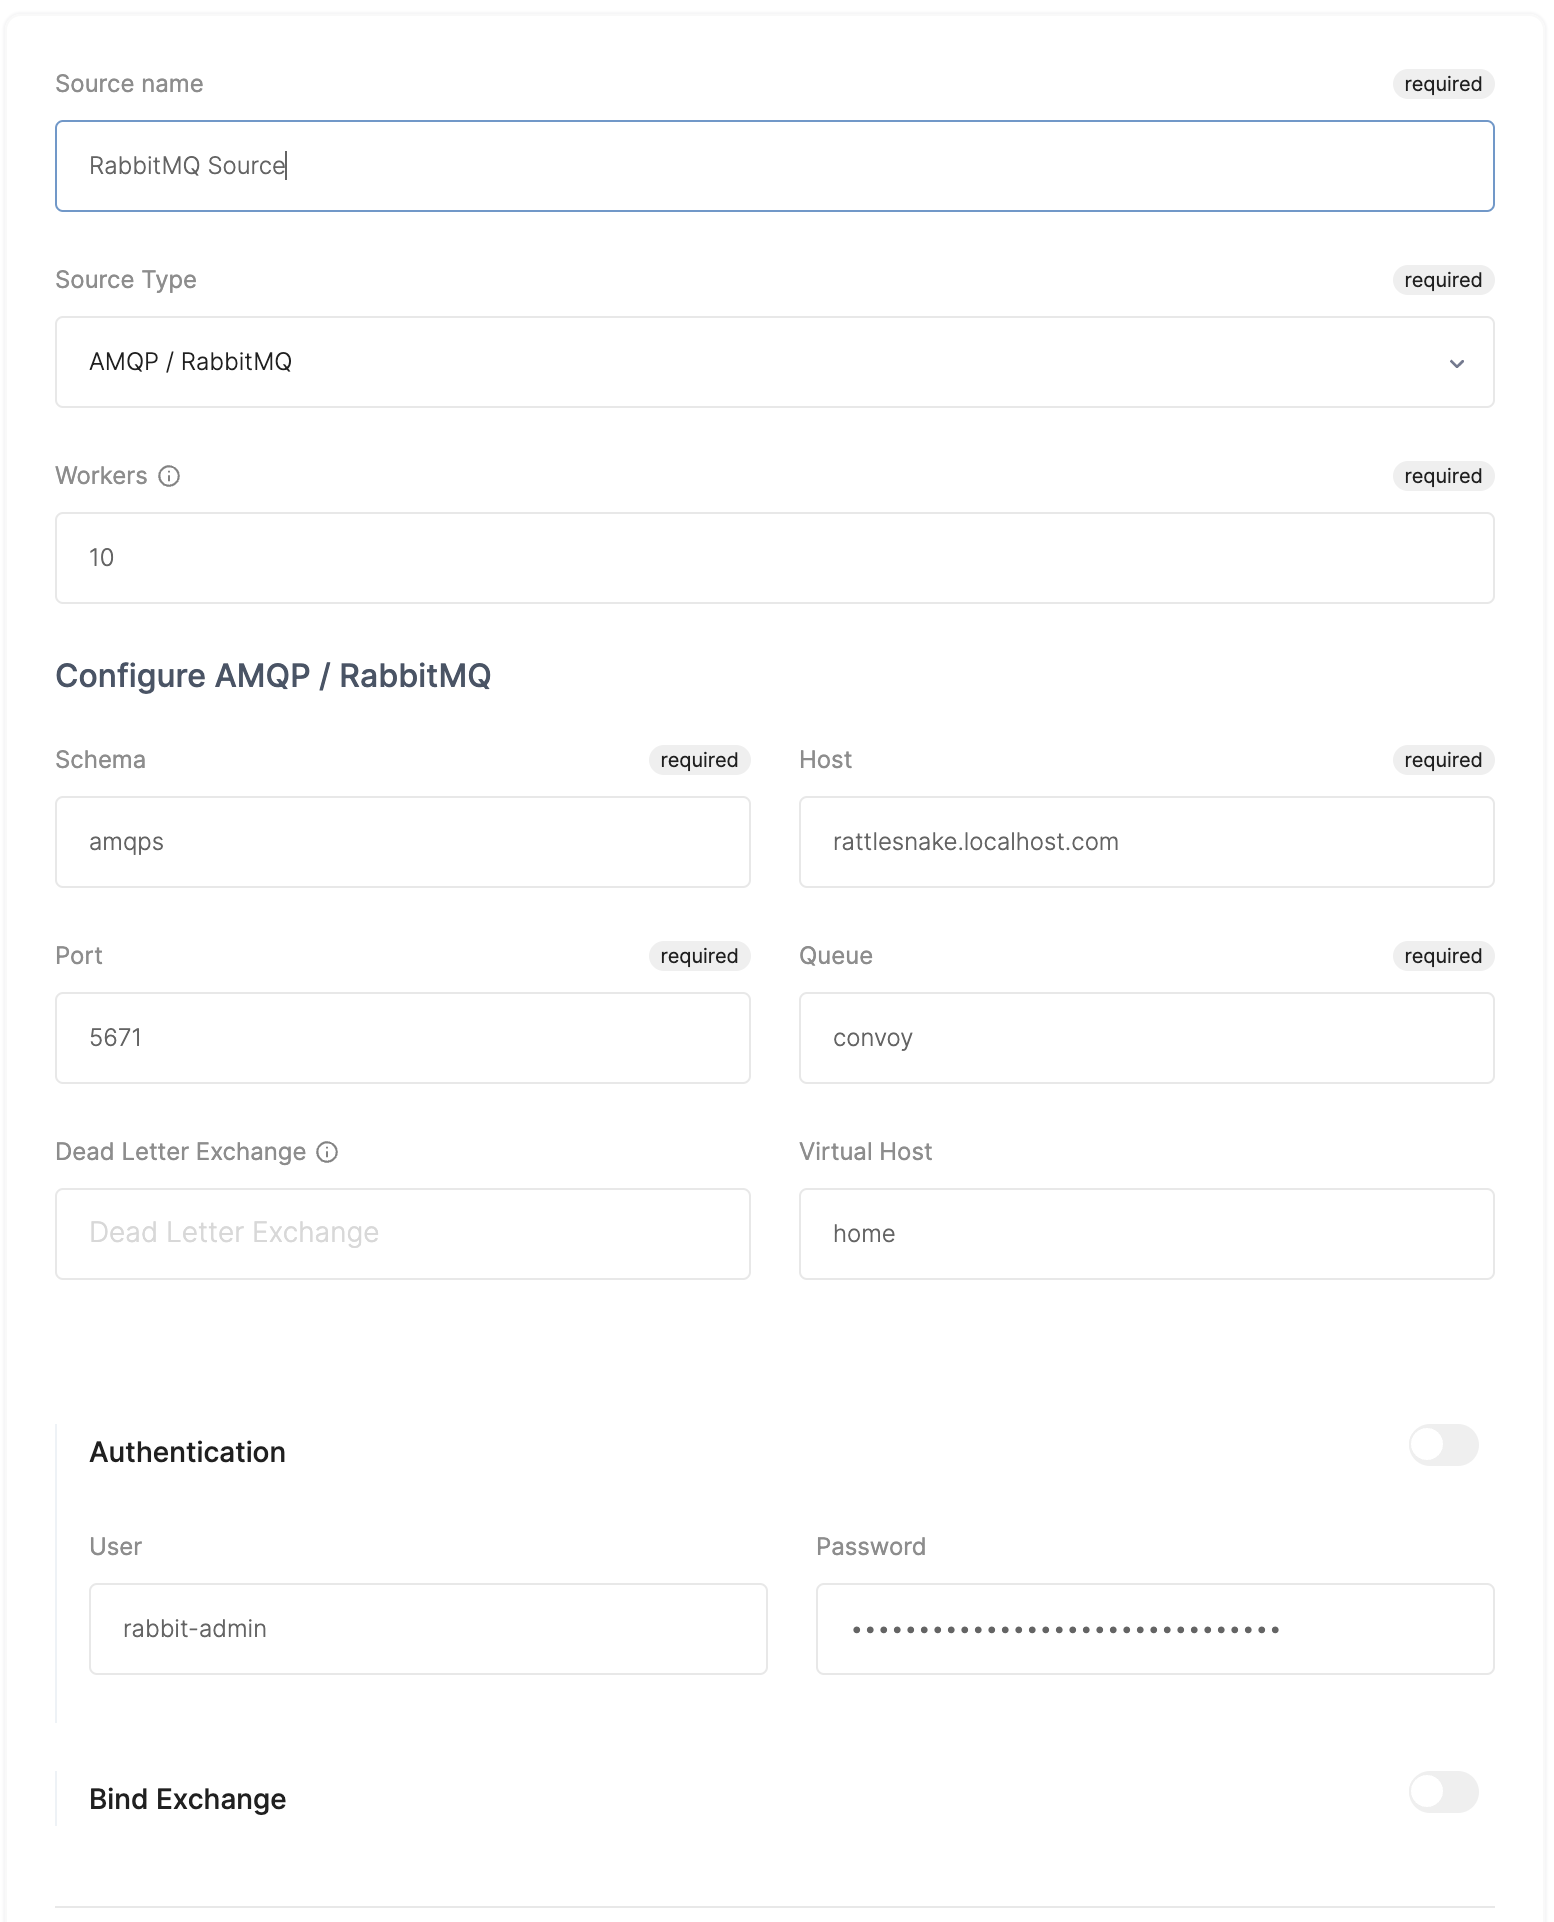 Source name required
RabbitMQ Source
Source Type required
AMQP / RabbitMQ
Workers required
10
Configure AMQP / RabbitMQ
Schema required Host required
amqps rattlesnake.localhost.com
Port required Queue required
5671 convoy
Dead Letter Exchange Virtual Host
Dead Letter Exchange home
Authentication
User Password
rabbit-admin ••••••••••••••••••••••••••••••••
Bind Exchange